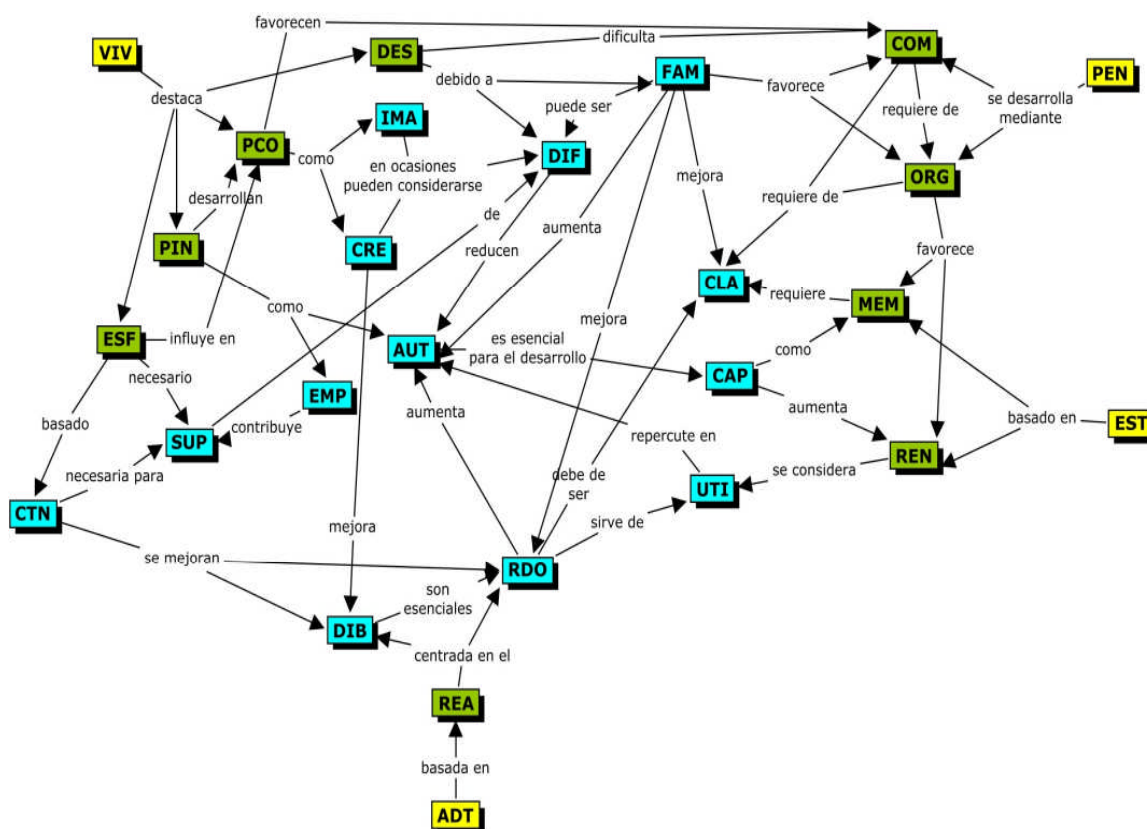 favorecen
VIV
DES
dificulta
COM
FAM
PEN
debido a
favorece
se desarrolla
mediante
destaca
IMA
puede ser
requiere de
PCO
como
DIF
en ocasiones
pueden considerarse
ORG
desarrollan
de
mejora
requiere de
PIN
CRE
reducen
aumenta
favorece
CLA
requiere
MEM
como
ESF
influye en
AUT
es esencial
para el desarrollo
mejora
como
necesario
EMP
CAP
basado
contribuye
aumenta
aumenta
basado en
EST
SUP
repercute en
REN
necesaria para
debe de
ser
se considera
UTI
CTN
mejora
sirve de
se mejoran
RDO
son
esenciales
DIB
centrada en el
REA
basada en
ADT